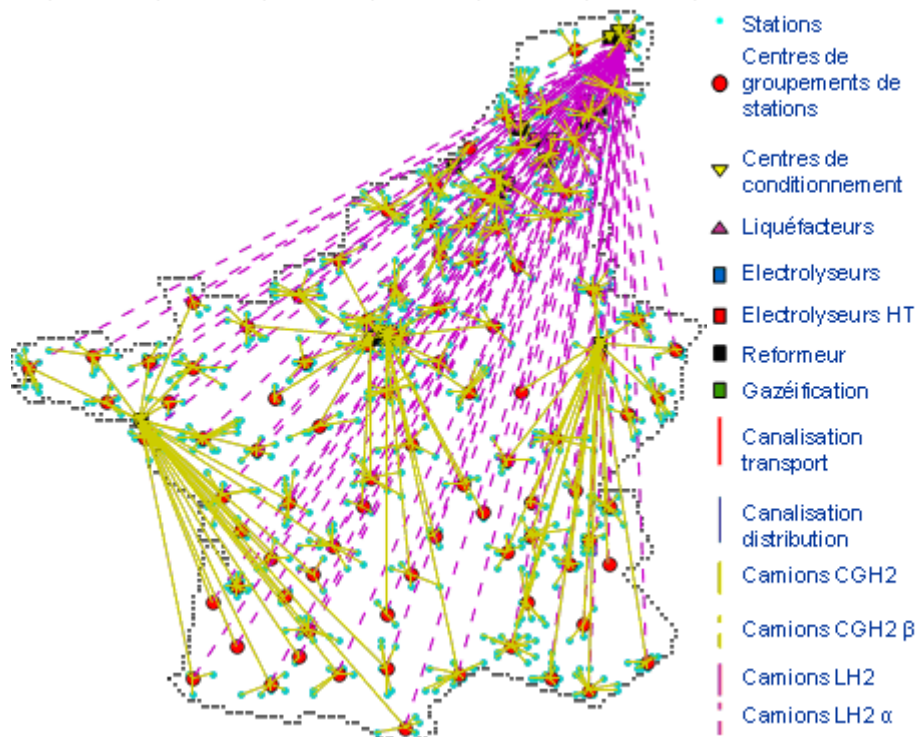 Stations
Centres de
groupements de
stations
Centres de
conditionnement
Liquéfacteurs
Electrolyseurs
Electrolyseurs HT
Reformeur
Gazéification
Canalisation
transport
Canalisation
distribution
Camions CGH2
Camions CGH2 β
Camions LH2
Camions LH2 α